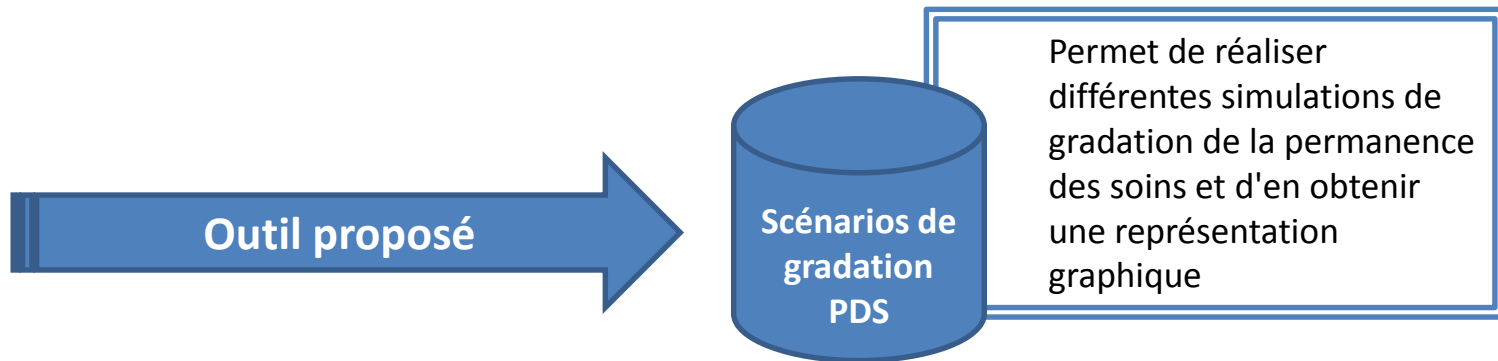 Outil proposé
Scénarios de
gradation
PDS
Permet de réaliser
différentes simulations de
gradation de la permanence
des soins et d'en obtenir
une représentation
graphique